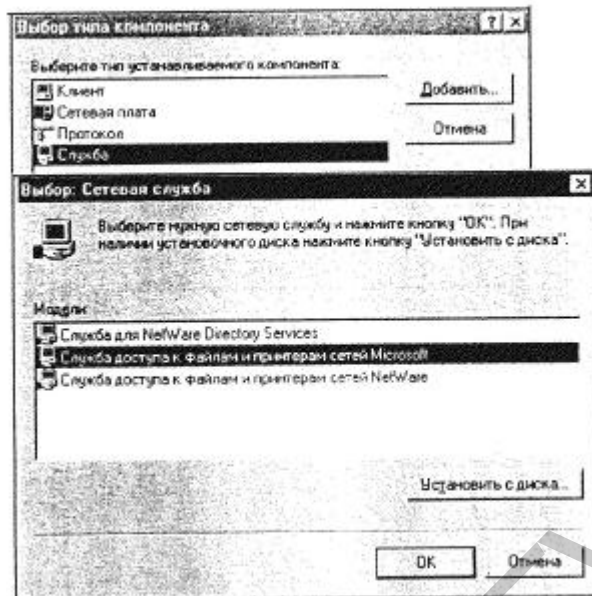 Выбор типа компонента
Выберите тип устанавливаемого компонента:
Клиент
Сетевая плата
Протокол
Служба
Добавить...
Отмена
Выбор: Сетевая служба
Выберите нужную сетевую службу и нажмите кнопку "ОК". При
наличии установочного диска нажмите кнопку "Установить с диска".
Модели:
Служба для NetWare Directory Services
Служба доступа к файлам и принтерам сетей Microsoft
Служба доступа к файлам и принтерам сетей NetWare
Установить с диска...
OK
Отмена